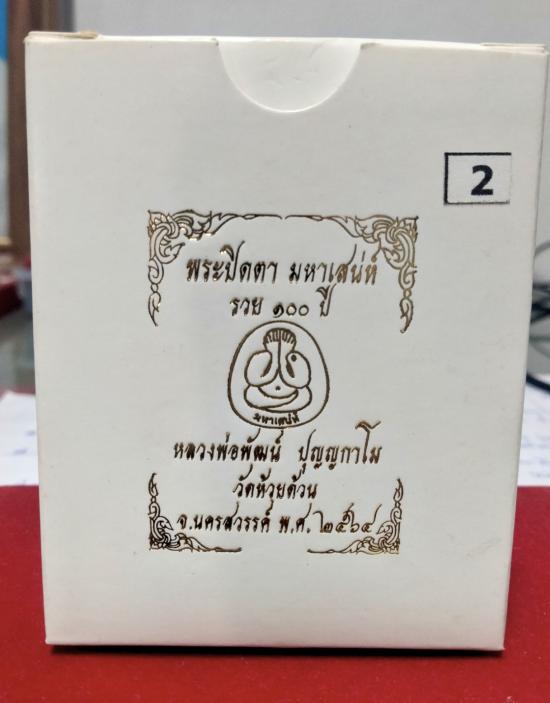 2
พระปิดตา มหาเสน่ห์
รวย ๑๐๐ ปี
มหาเสน่ห์
หลวงพ่อพัฒน์ ปุญญกาโม
วัดห้วยด้วน
จ.นครสวรรค์ พ.ศ. ๒๕๖๔